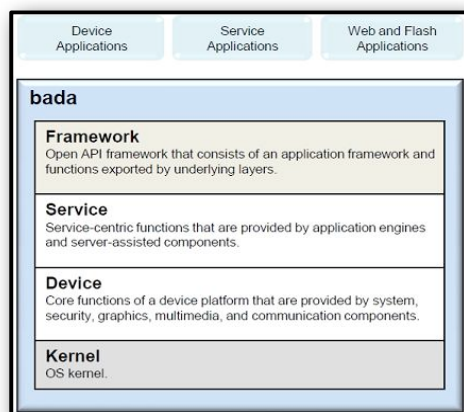 Device
Applications
Service
Applications
Web and Flash
Applications
bada
Framework
Open API framework that consists of an application framework and
functions exported by underlying layers.
Service
Service-centric functions that are provided by application engines
and server-assisted components.
Device
Core functions of a device platform that are provided by system,
security, graphics, multimedia, and communication components.
Kernel
OS kernel.